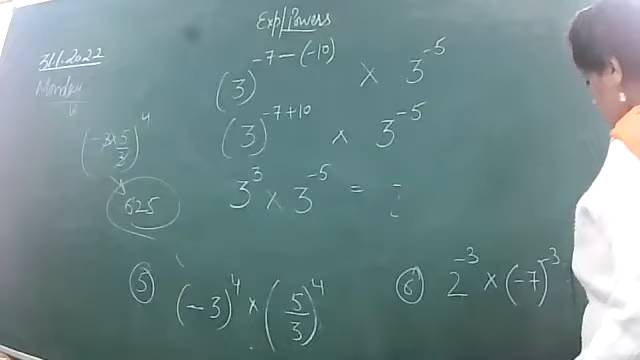 Exp/Powers
31.1.2022
Monday
(3)^{-7-(-10)} × 3^{-5}
(3)^{-7+10} × 3^{-5}
3^3 × 3^{-5} =
(-3 × 5/3)^4
625
(5) (-3)^4 × (5/3)^4
(6) 2^{-3} × (-7)^{-3}